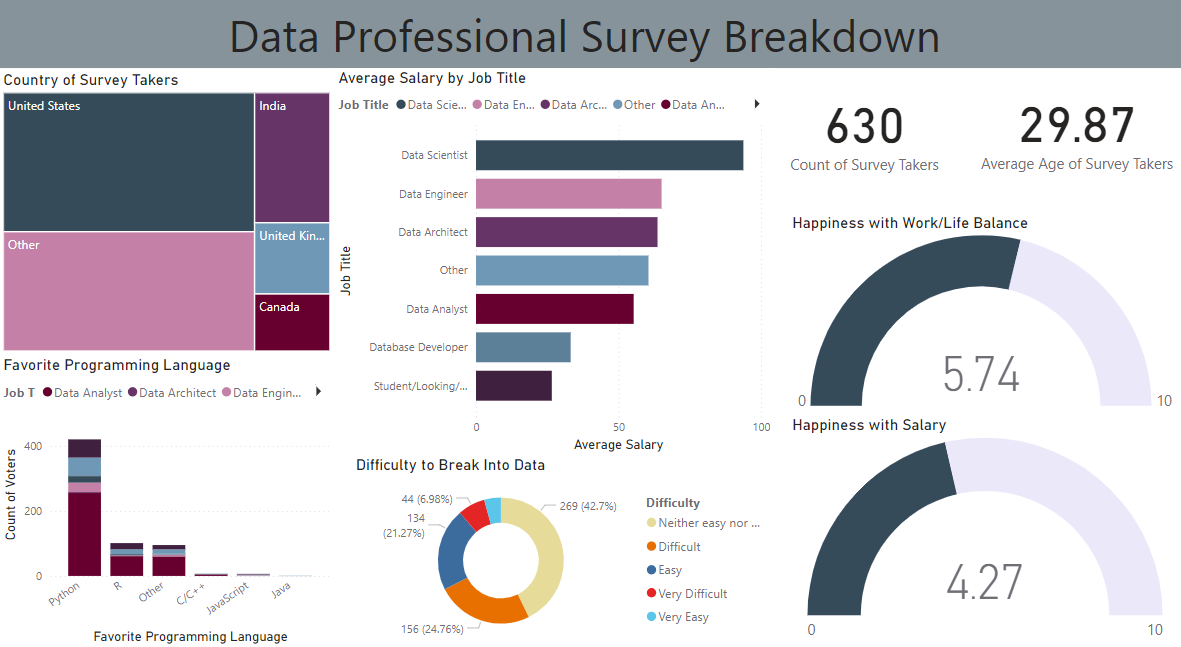 Data Professional Survey Breakdown
Country of Survey Takers
United States
India
Other
United Kin...
Canada
Average Salary by Job Title
Job Title Data Scie... Data En... Data Arc... Other Data An...
Job Title
Data Scientist
Data Engineer
Data Architect
Other
Data Analyst
Database Developer
Student/Looking/...
0 50 100
Average Salary
630
Count of Survey Takers
29.87
Average Age of Survey Takers
Happiness with Work/Life Balance
5.74
0 10
Happiness with Salary
4.27
0 10
Favorite Programming Language
Job T Data Analyst Data Architect Data Engin...
Count of Voters
400
200
0
Python R Other C/C++ JavaScript Java
Favorite Programming Language
Difficulty to Break Into Data
44 (6.98%)
269 (42.7%)
134
(21.27%)
156 (24.76%)
Difficulty
Neither easy nor ...
Difficult
Easy
Very Difficult
Very Easy